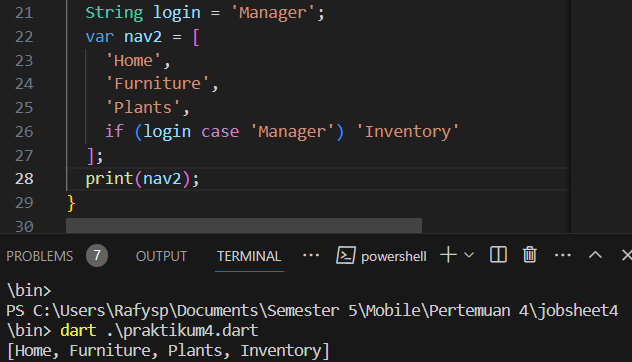 21 String login = 'Manager';
22 var nav2 = [
23 'Home',
24 'Furniture',
25 'Plants',
26 if (login case 'Manager') 'Inventory'
27 ];
28 print(nav2);
29 }
30
PROBLEMS 7 OUTPUT TERMINAL ··· powershell
\bin>
PS C:\Users\Rafysp\Documents\Semester 5\Mobile\Pertemuan 4\jobsheet4
\bin> dart .\praktikum4.dart
[Home, Furniture, Plants, Inventory]